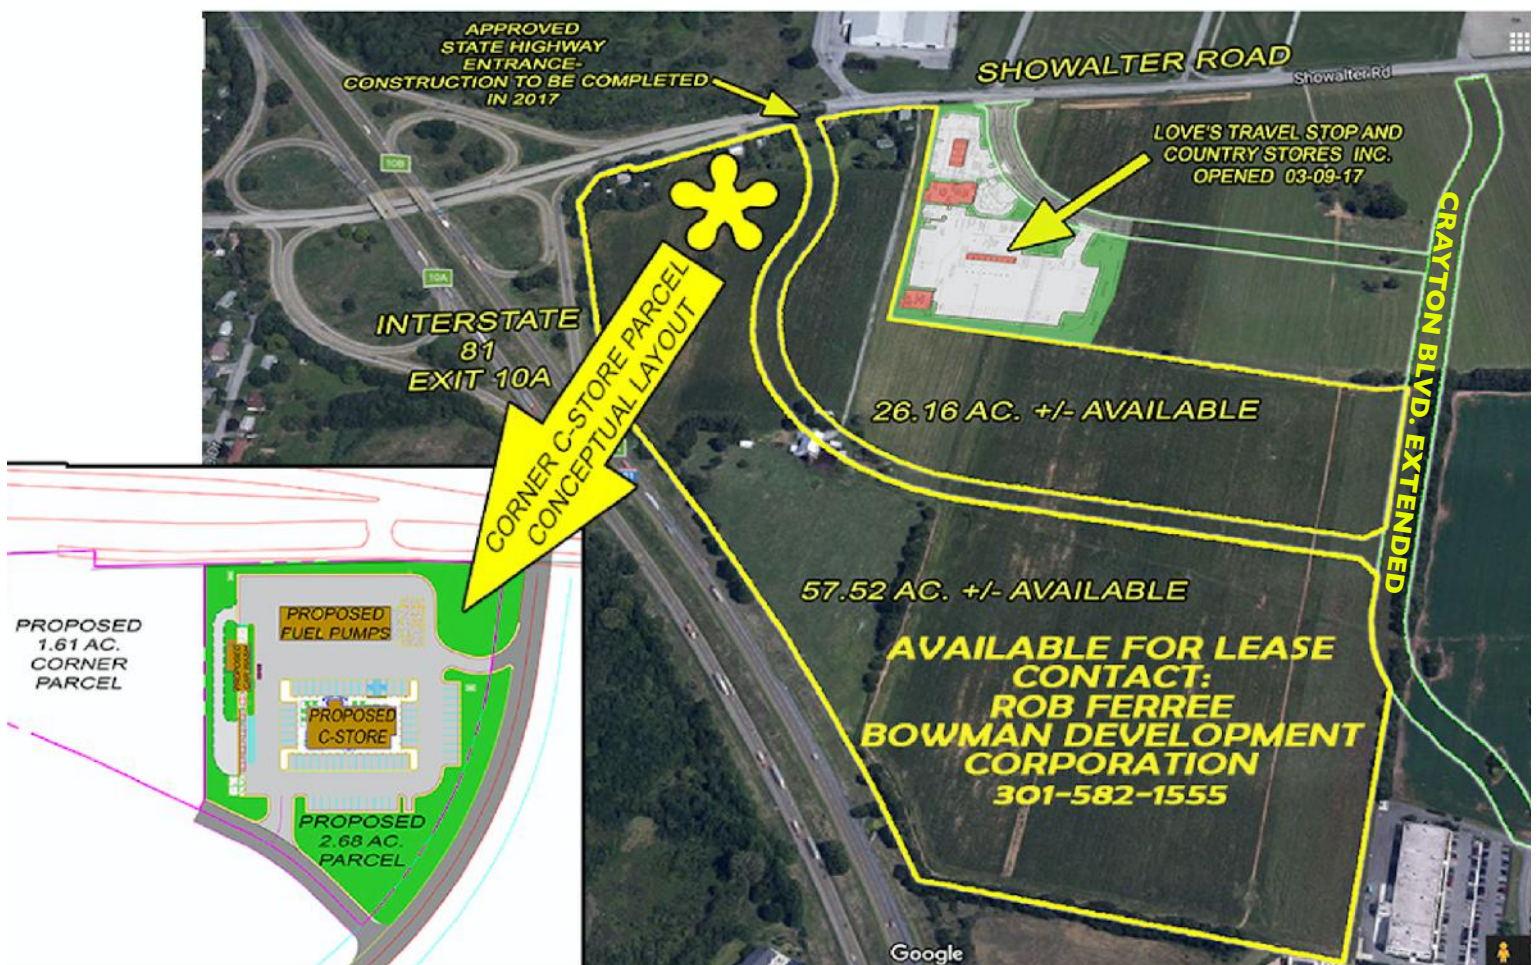 APPROVED
STATE HIGHWAY
ENTRANCE-
CONSTRUCTION TO BE COMPLETED
IN 2017
SHOWALTER ROAD
Showalter Rd
LOVE'S TRAVEL STOP AND
COUNTRY STORES INC.
OPENED 03-09-17
10B
10A
INTERSTATE
81
EXIT 10A
CORNER C-STORE PARCEL
CONCEPTUAL LAYOUT
CRAYTON BLVD. EXTENDED
26.16 AC. +/- AVAILABLE
57.52 AC. +/- AVAILABLE
AVAILABLE FOR LEASE
CONTACT:
ROB FERREE
BOWMAN DEVELOPMENT
CORPORATION
301-582-1555
PROPOSED
1.61 AC.
CORNER
PARCEL
PROPOSED
FUEL PUMPS
PROPOSED
C-STORE
PROPOSED
2.68 AC.
PARCEL
Google